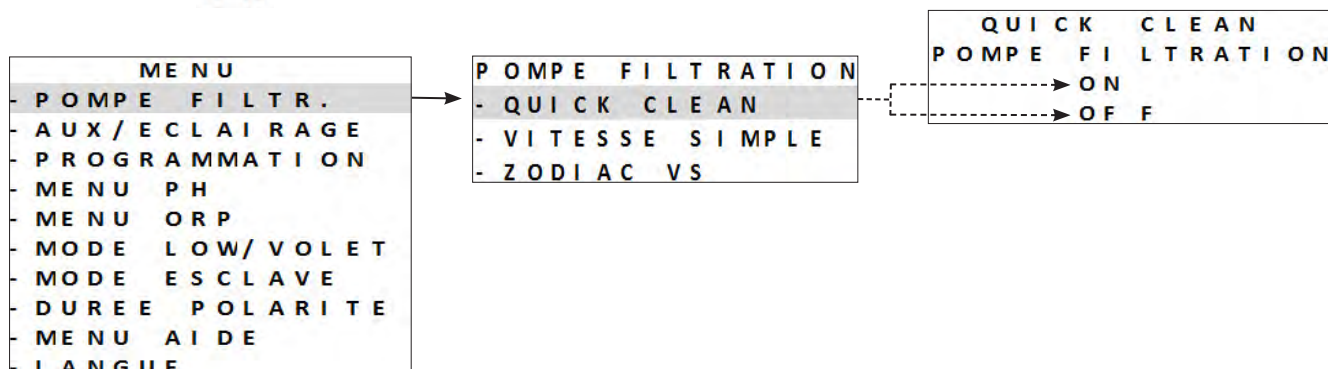 MENU
- POMPE FILTR.
- AUX/ECLAIRAGE
- PROGRAMMATION
- MENU PH
- MENU ORP
- MODE LOW/VOLET
- MODE ESCLAVE
- DUREE POLARITE
- MENU AIDE
- LANGUE
POMPE FILTRATION
- QUICK CLEAN
- VITESSE SIMPLE
- ZODIAC VS
QUICK CLEAN
POMPE FILTRATION
ON
OFF